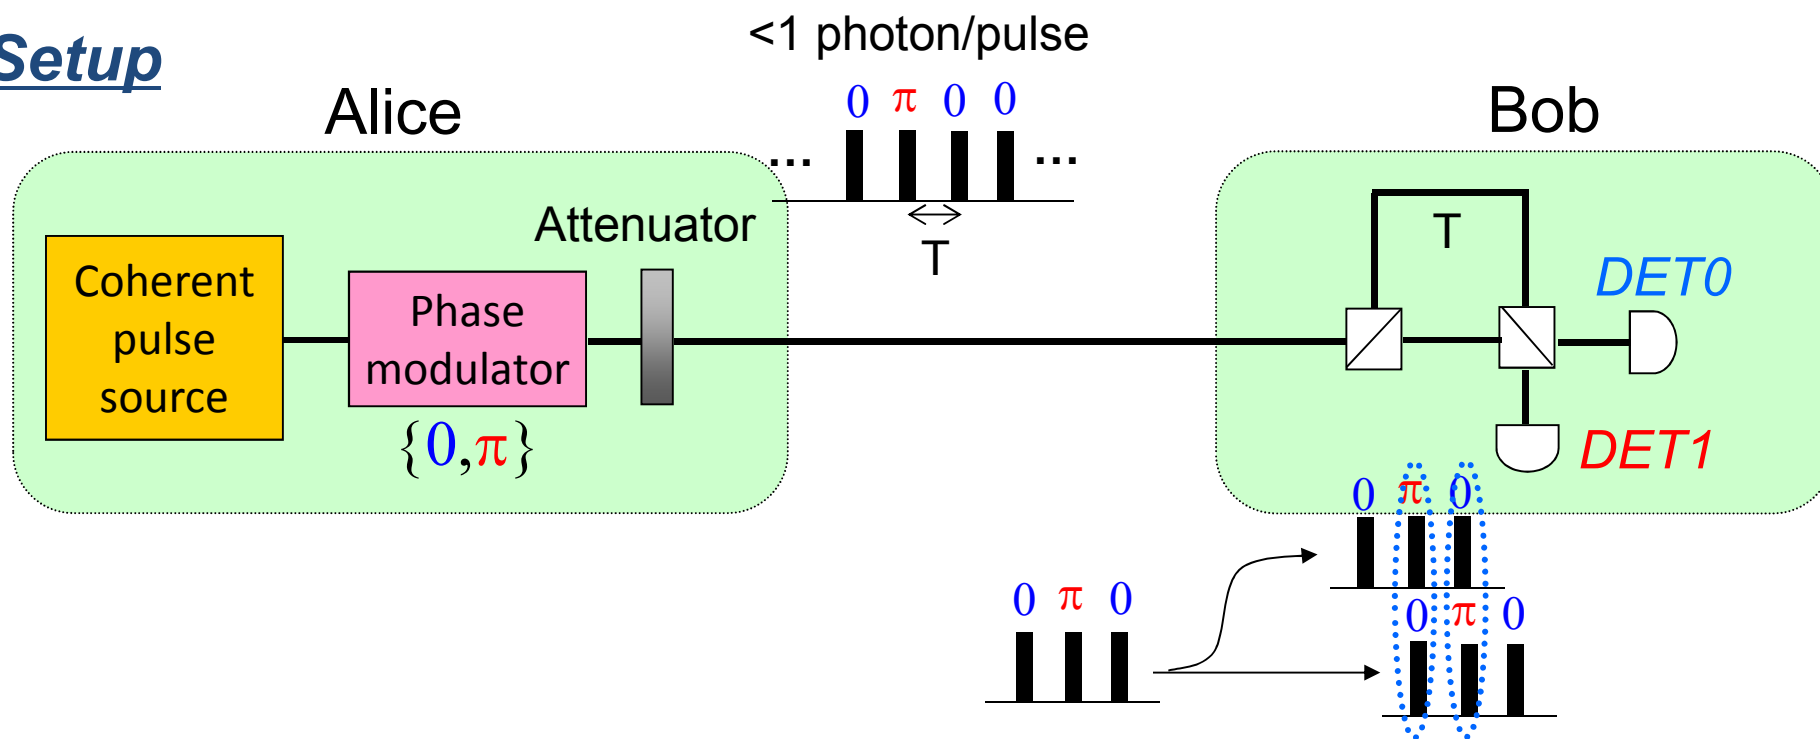 Setup
<1 photon/pulse
Alice
Bob
0 π 0 0
... ...
T
Attenuator
Coherent
pulse
source
Phase
modulator
{0,π}
T
DET0
DET1
0 π 0
0 π 0
0 π 0